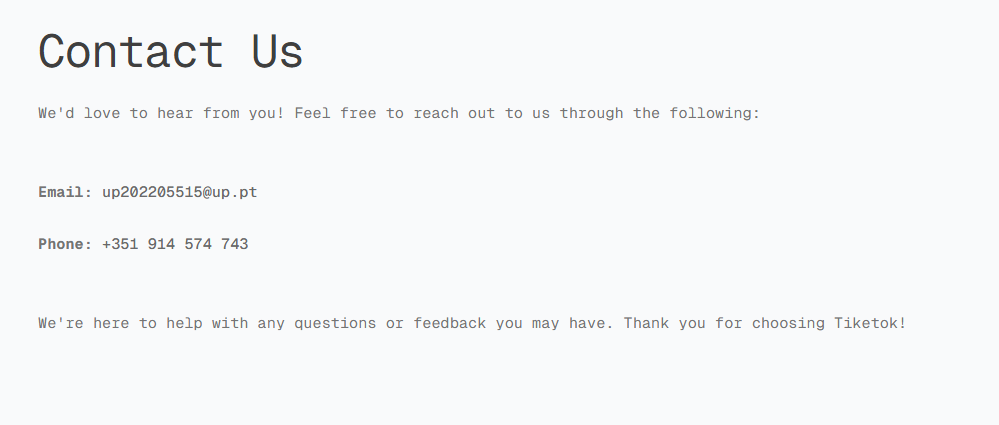 Contact Us
We'd love to hear from you! Feel free to reach out to us through the following:
Email: up202205515@up.pt
Phone: +351 914 574 743
We're here to help with any questions or feedback you may have. Thank you for choosing Tiketok!